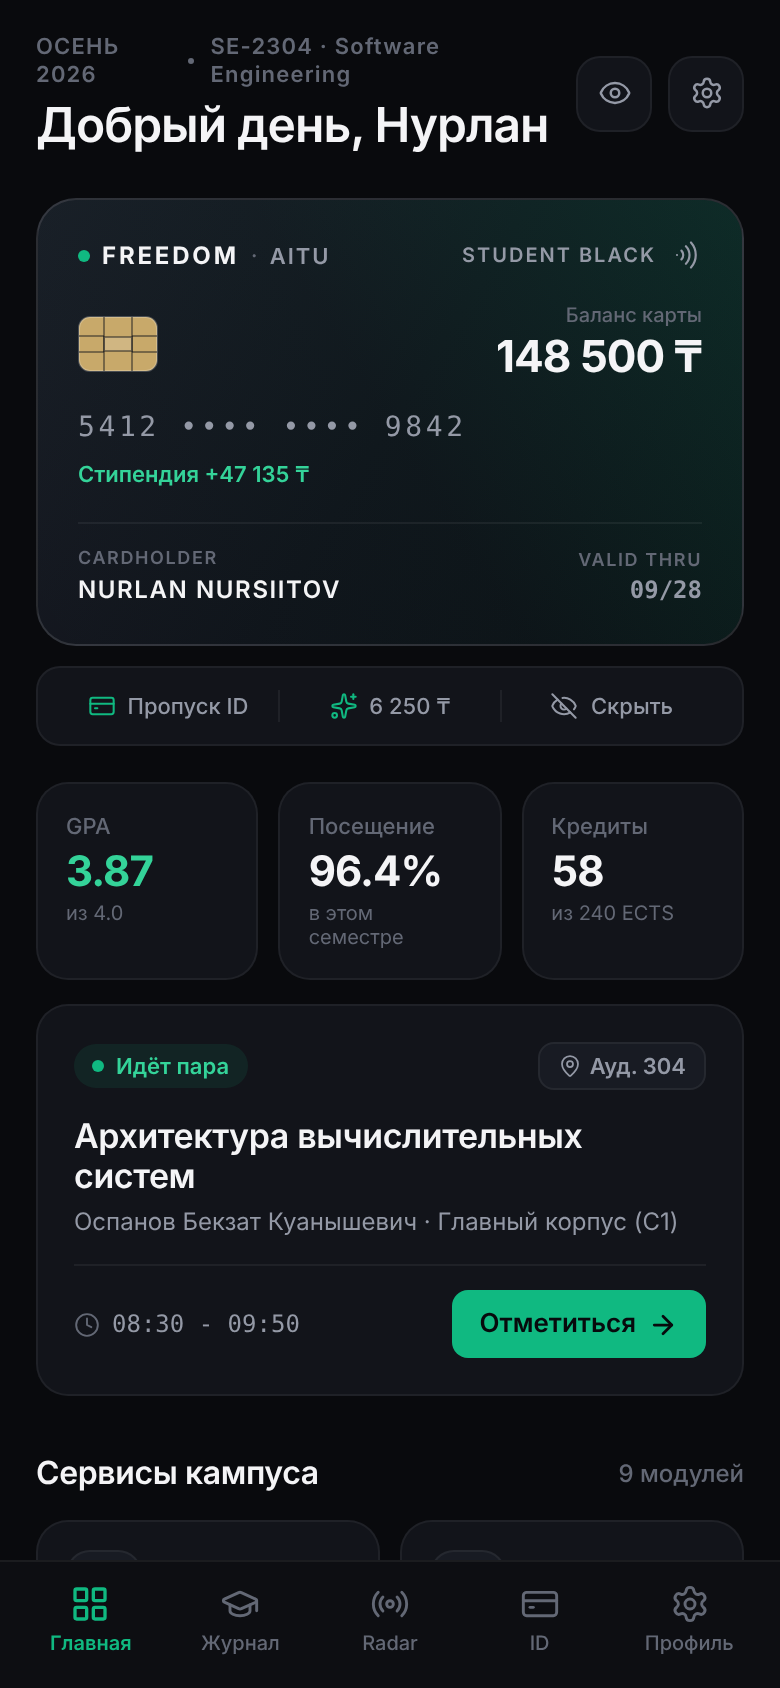 ОСЕНЬ 2026 • SE-2304 · Software Engineering
Добрый день, Нурлан
FREEDOM · AITU
STUDENT BLACK
Баланс карты
148 500 ₸
5412 •••• •••• 9842
Стипендия +47 135 ₸
CARDHOLDER
VALID THRU
NURLAN NURSIITOV
09/28
Пропуск ID
6 250 ₸
Скрыть
GPA
3.87
из 4.0
Посещение
96.4%
в этом
семестре
Кредиты
58
из 240 ECTS
Идёт пара
Ауд. 304
Архитектура вычислительных
систем
Оспанов Бекзат Куанышевич · Главный корпус (C1)
08:30 - 09:50
Отметиться
Сервисы кампуса
9 модулей
Главная
Журнал
Radar
ID
Профиль